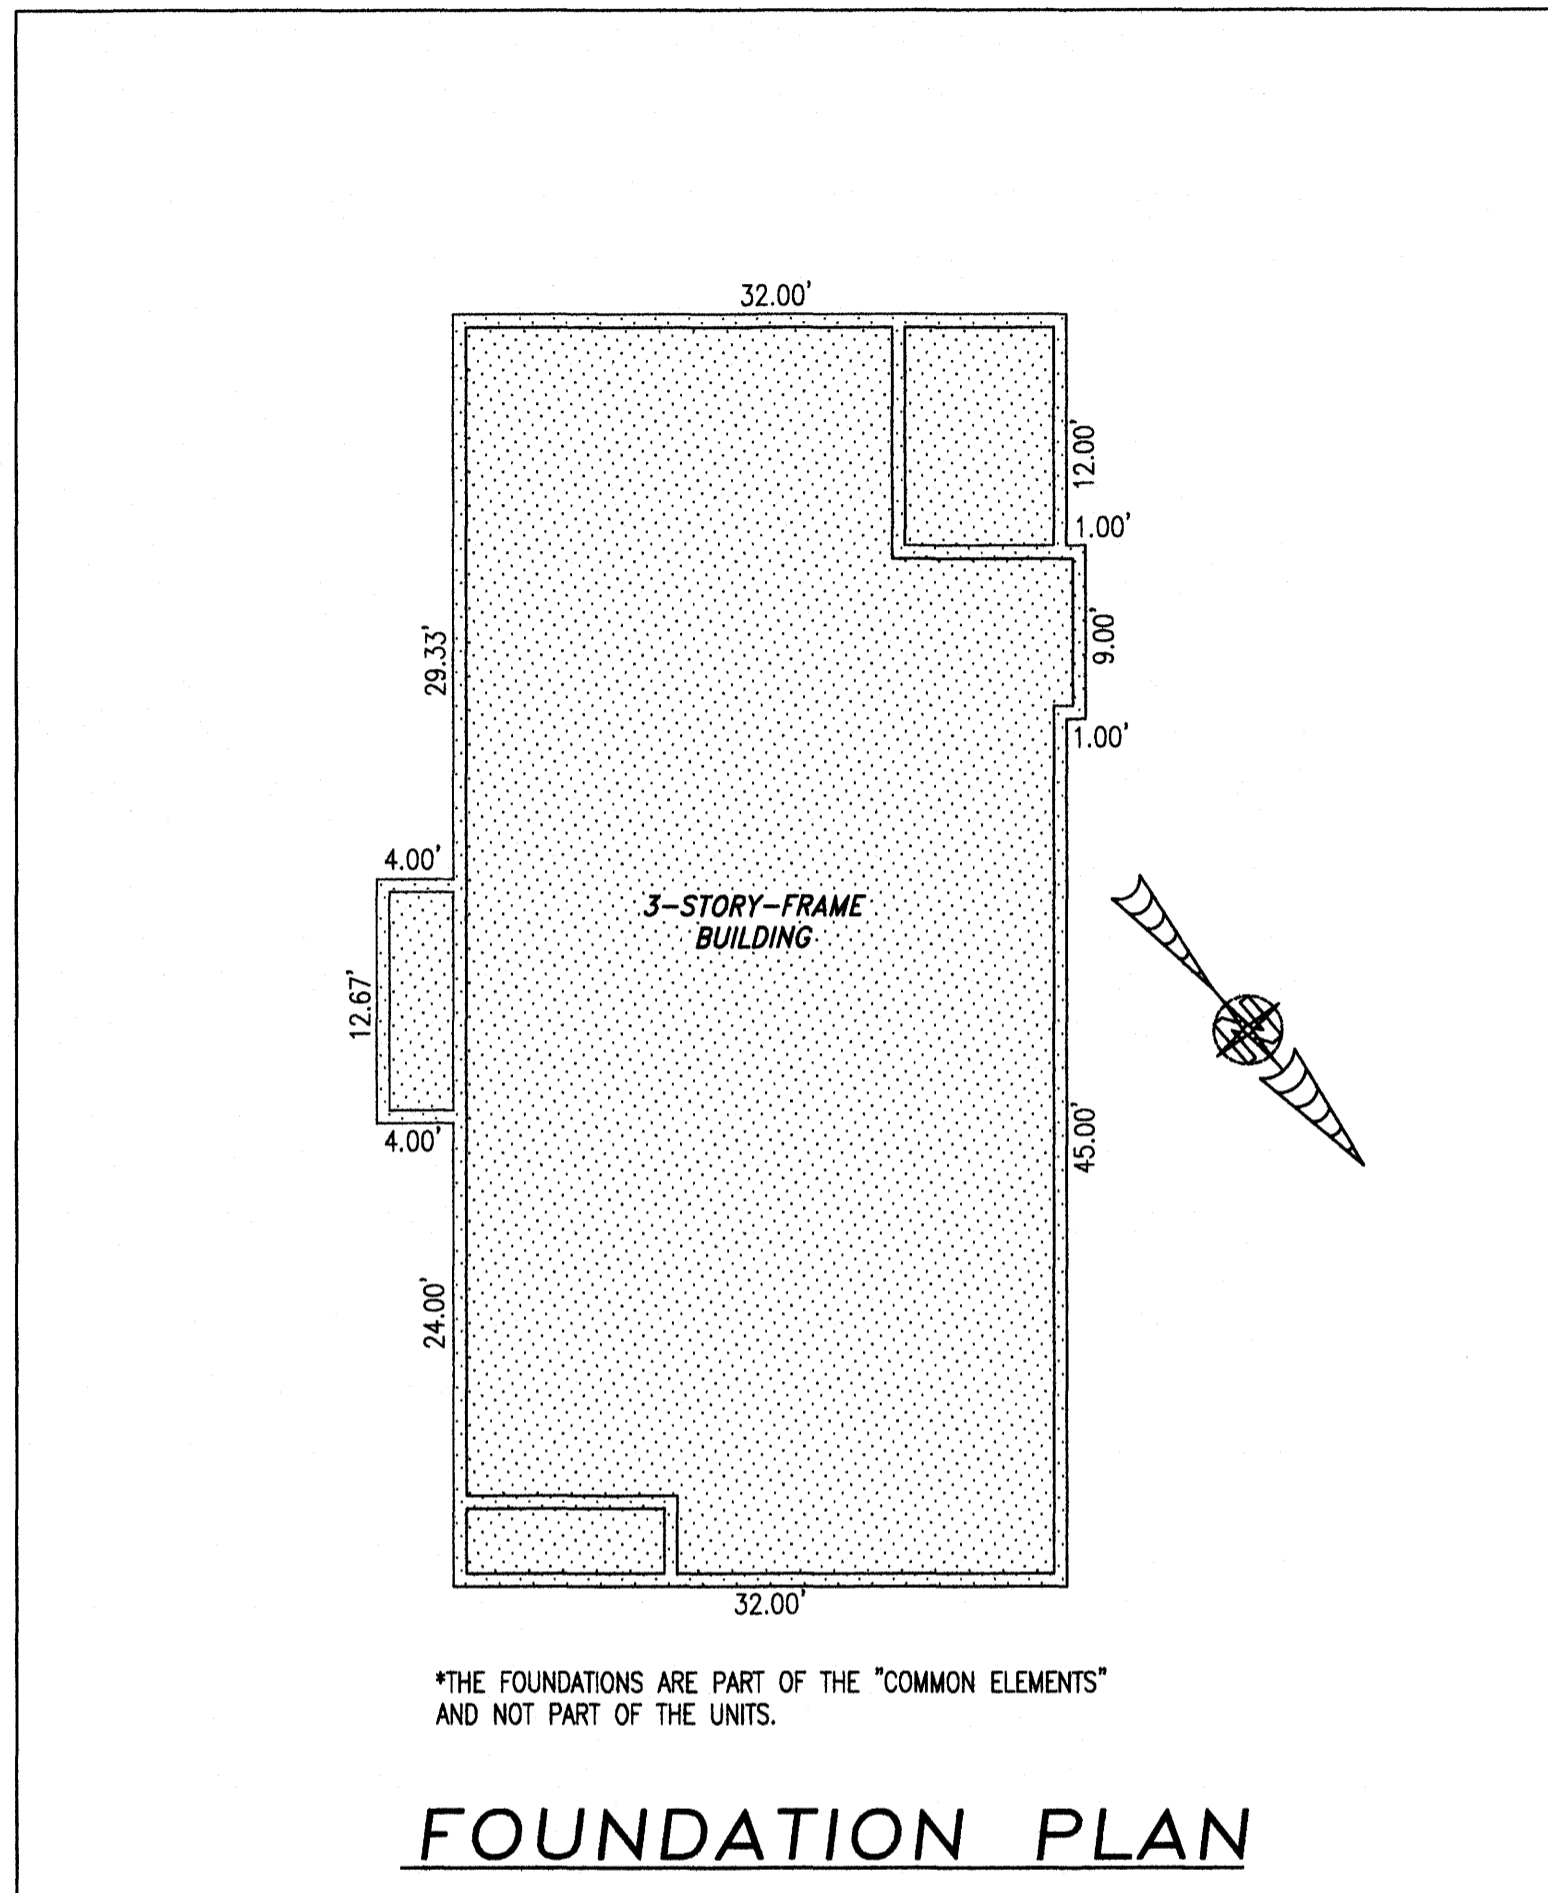 32.00'
12.00'
1.00'
9.00'
29.33'
1.00'
4.00'
3-STORY-FRAME
BUILDING
12.67'
4.00'
45.00'
24.00'
32.00'
*THE FOUNDATIONS ARE PART OF THE "COMMON ELEMENTS"
AND NOT PART OF THE UNITS.
FOUNDATION PLAN